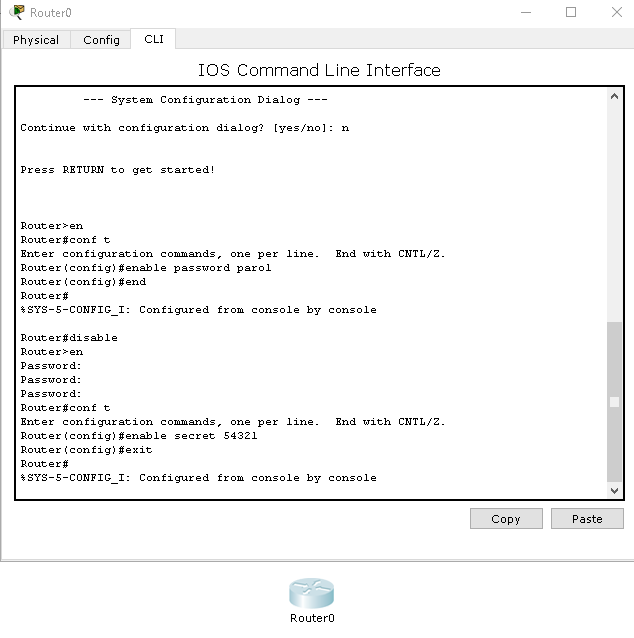 Router0
Physical Config CLI
IOS Command Line Interface
--- System Configuration Dialog ---
Continue with configuration dialog? [yes/no]: n
Press RETURN to get started!
Router>en
Router#conf t
Enter configuration commands, one per line.  End with CNTL/Z.
Router(config)#enable password parol
Router(config)#end
Router#
%SYS-5-CONFIG_I: Configured from console by console
Router#disable
Router>en
Password:
Password:
Password:
Router#conf t
Enter configuration commands, one per line.  End with CNTL/Z.
Router(config)#enable secret 54321
Router(config)#exit
Router#
%SYS-5-CONFIG_I: Configured from console by console
Copy Paste
Router0